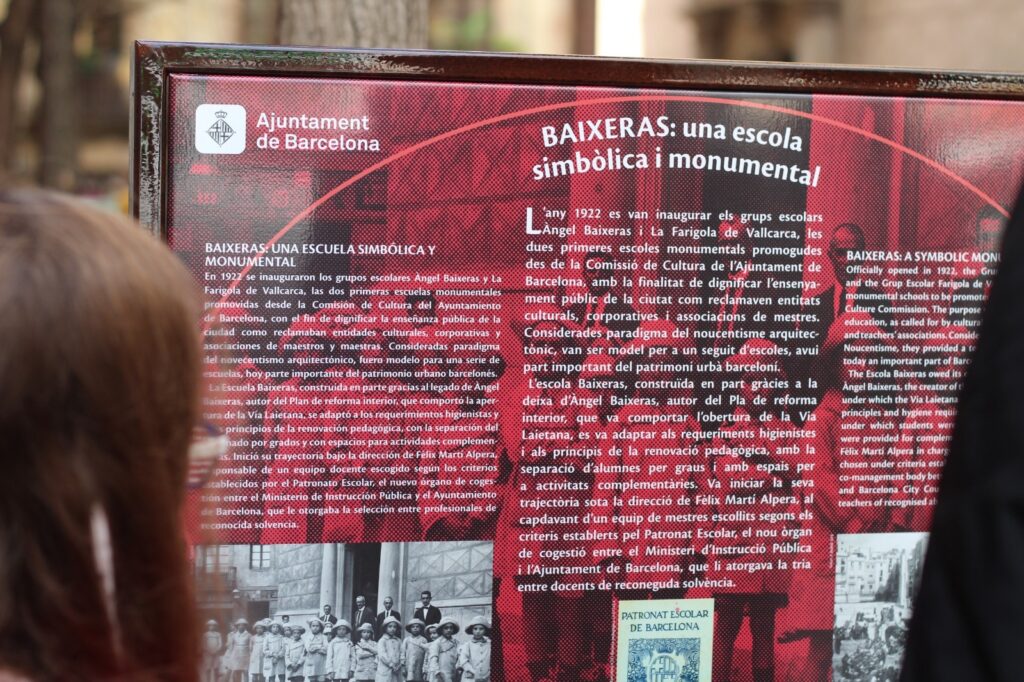 Ajuntament
de Barcelona
BAIXERAS: una escola
simbòlica i monumental
L'any 1922 es van inaugurar els grups escolars
Àngel Baixeras i La Farigola de Vallcarca, les
dues primeres escoles monumentals promogudes
des de la Comissió de Cultura de l'Ajuntament de
Barcelona, amb la finalitat de dignificar l'ensenya-
ment públic de la ciutat com reclamaven entitats
culturals, corporatives i associacions de mestres.
Considerades paradigma del noucentisme arquitec-
tònic, van ser model per a un seguit d'escoles, avui
part important del patrimoni urbà barceloní.
L'escola Baixeras, construïda en part gràcies a la
deixa d'Àngel Baixeras, autor del Pla de reforma
interior, que va comportar l'obertura de la Via
Laietana, es va adaptar als requeriments higienistes
i als principis de la renovació pedagògica, amb la
separació d'alumnes per graus i amb espais per
a activitats complementàries. Va iniciar la seva
trajectòria sota la direcció de Fèlix Martí Alpera, al
capdavant d'un equip de mestres escollits segons els
criteris establerts pel Patronat Escolar, el nou òrgan
de cogestió entre el Ministeri d'Instrucció Pública
i l'Ajuntament de Barcelona, que li atorgava la tria
entre docents de reconeguda solvència.
BAIXERAS: UNA ESCUELA SIMBÓLICA Y
MONUMENTAL
En 1922 se inauguraron los grupos escolares Àngel Baixeras y La
Farigola de Vallcarca, las dos primeras escuelas monumentales
promovidas desde la Comisión de Cultura del Ayuntamiento
de Barcelona, con el fin de dignificar la enseñanza pública de la
ciudad como reclamaban entidades culturales, corporativas y
asociaciones de maestros y maestras. Consideradas paradigma
del novecentismo arquitectónico, fuero modelo para una serie de
escuelas, hoy parte importante del patrimonio urbano barcelonés.
La Escuela Baixeras, construida en parte gracias al legado de Àngel
Baixeras, autor del Plan de reforma interior, que comportó la aper-
tura de la Vía Laietana, se adaptó a los requerimientos higienistas y
principios de la renovación pedagógica, con la separación del
por grados y con espacios para actividades complemen-
Inició su trayectoria bajo la dirección de Fèlix Martí Alpera,
ponsable de un equipo docente escogido según los criterios
establecidos por el Patronato Escolar, el nuevo órgano de coges-
tión entre el Ministerio de Instrucción Pública y el Ayuntamiento
de Barcelona, que le otorgaba la selección entre profesionales de
reconocida solvencia.
BAIXERAS: A SYMBOLIC MONU
Officially opened in 1922, the Gru
and the Grup Escolar Farigola de V
monumental schools to be promote
Culture Commission. The purpose
education, as called for by cultura
and teachers' associations. Conside
Noucentisme, they provided a
today an important part of Barc
The Escola Baixeras owed its
Àngel Baixeras, the creator of th
under which the Via Laietana
principles and hygiene requi
under which students were
were provided for complem
Fèlix Martí Alpera in charg
chosen under criteria estab
co-management body betw
and Barcelona City Cou
teachers of recognised ab
PATRONAT ESCOLAR
DE BARCELONA